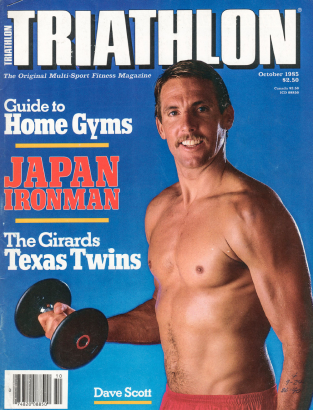 TRIATHLON
TRIATHLON®
The Original Multi-Sport Fitness Magazine
October 1985
$2.50
Guide to
Home Gyms
JAPAN
IRONMAN
The Girards
Texas Twins
Dave Scott
10